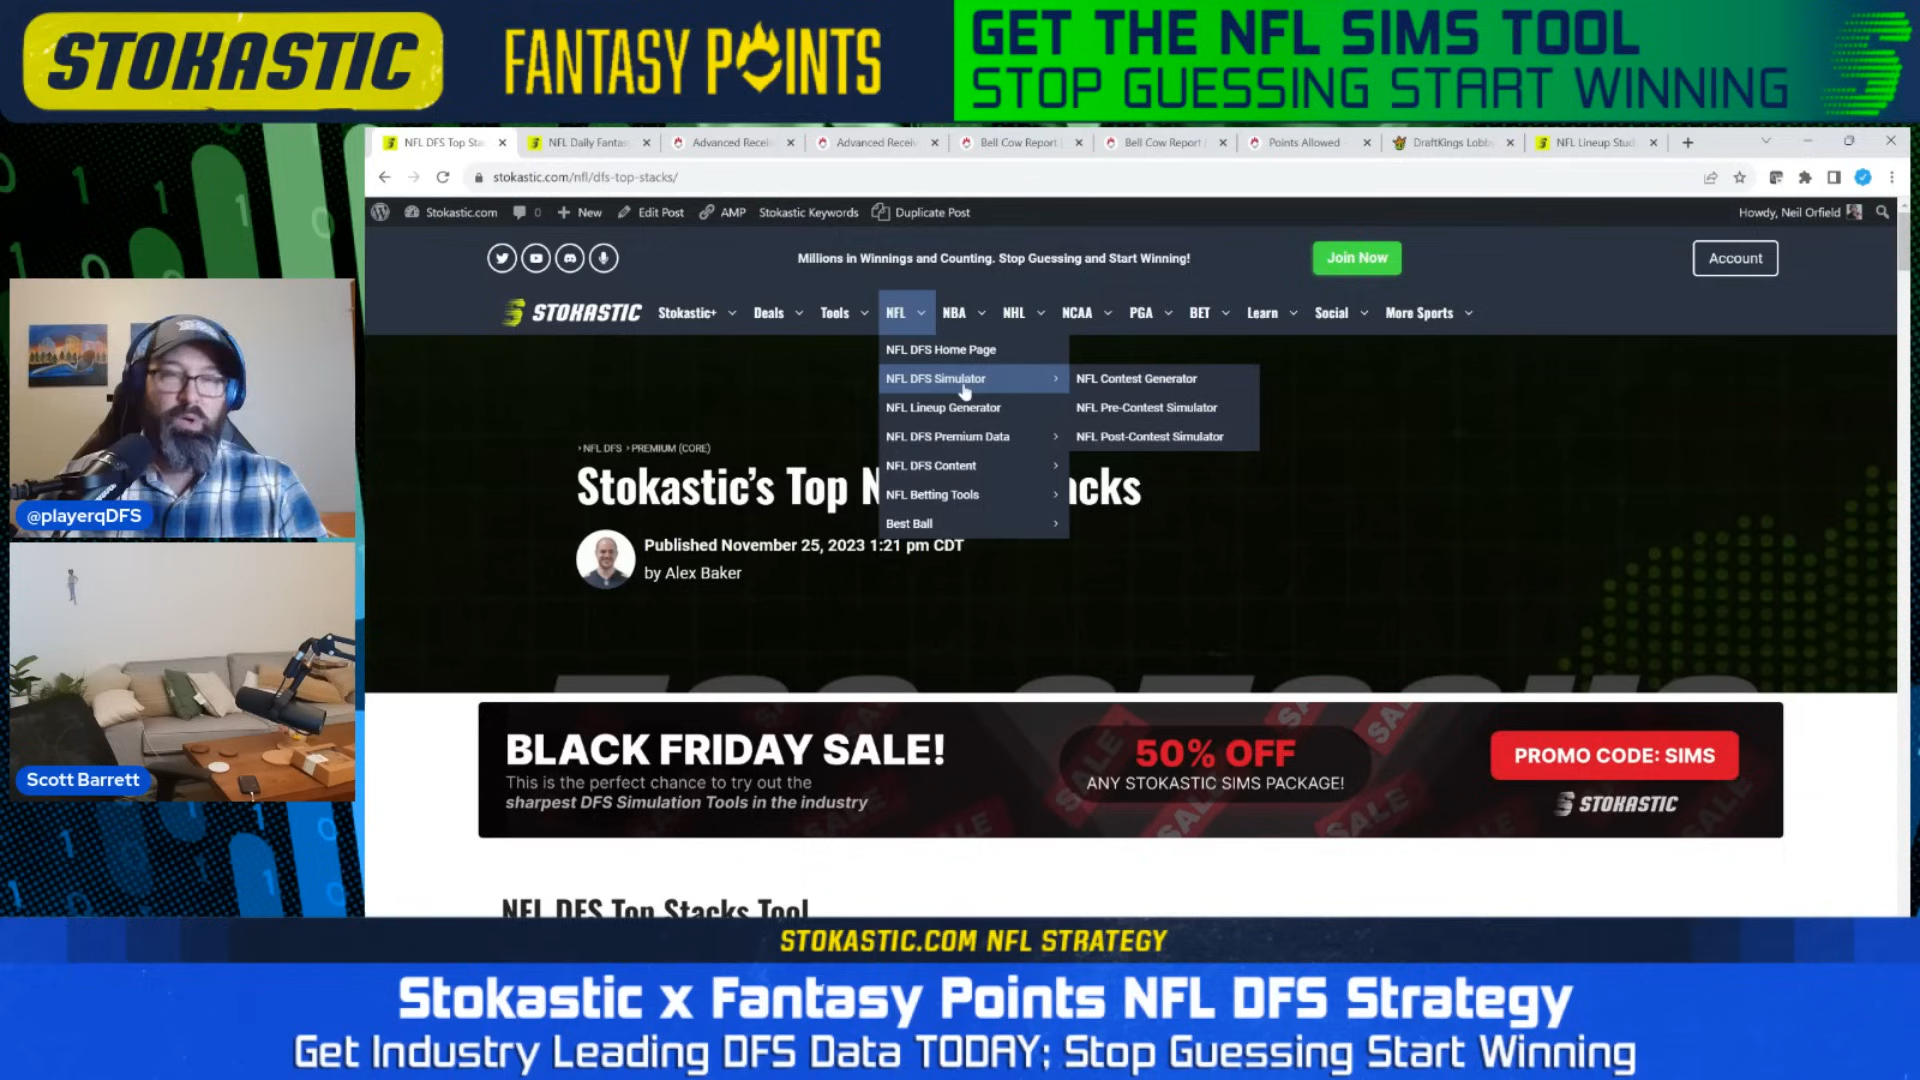 STOKASTIC
FANTASY POINTS
GET THE NFL SIMS TOOL
STOP GUESSING START WINNING
NFL DFS Top Sta
NFL Daily Fantas
Advanced Recei
Advanced Receiv
Bell Cow Report
Bell Cow Report
Points Allowed
DraftKings Lobb
NFL Lineup Stud
stokastic.com/nfl/dfs-top-stacks/
Stokastic.com
0
New
Edit Post
AMP
Stokastic Keywords
Duplicate Post
Howdy, Neil Orfield
Millions in Winnings and Counting. Stop Guessing and Start Winning!
Join Now
Account
STOKASTIC
Stokastic+
Deals
Tools
NFL
NBA
NHL
NCAA
PGA
BET
Learn
Social
More Sports
NFL DFS Home Page
NFL DFS Simulator
NFL Lineup Generator
NFL DFS Premium Data
NFL DFS Content
NFL Betting Tools
Best Ball
NFL Contest Generator
NFL Pre-Contest Simulator
NFL Post-Contest Simulator
› NFL DFS › PREMIUM (CORE)
Stokastic's Top N acks
Published November 25, 2023 1:21 pm CDT
by Alex Baker
@playerqDFS
Scott Barrett
BLACK FRIDAY SALE!
This is the perfect chance to try out the
sharpest DFS Simulation Tools in the industry
50% OFF
ANY STOKASTIC SIMS PACKAGE!
PROMO CODE: SIMS
STOKASTIC
SALE
SALE
SALE
SALE
NFL DFS Top Stacks Tool
STOKASTIC.COM NFL STRATEGY
Stokastic x Fantasy Points NFL DFS Strategy
Get Industry Leading DFS Data TODAY; Stop Guessing Start Winning